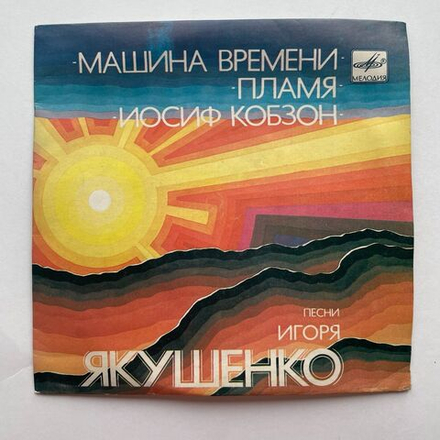 -МАШИНА ВРЕМЕНИ-
-ПЛАМЯ-
-ИОСИФ КОБЗОН-
МЕЛОДИЯ
ПЕСНИ
ИГОРЯ
ЯКУШЕНКО